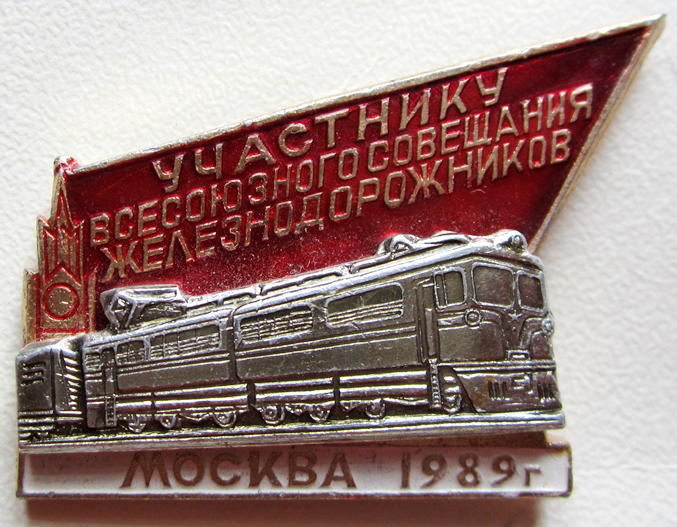 УЧАСТНИКУ
ВСЕСОЮЗНОГО СОВЕЩАНИЯ
ЖЕЛЕЗНОДОРОЖНИКОВ
МОСКВА 1989г